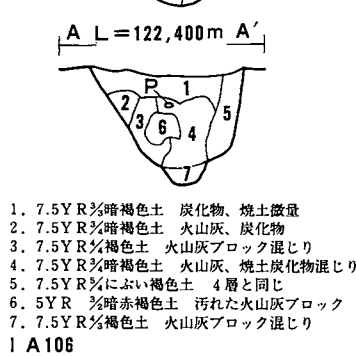 A L=122,400m A′
P
1
2
3
5
6
4
7
1. 7.5YR3/3暗褐色土 炭化物、焼土微量
2. 7.5YR3/3暗褐色土 火山灰、炭化物
3. 7.5YR4/4褐色土 火山灰ブロック混じり
4. 7.5YR3/4暗褐色土 火山灰、焼土炭化物混じり
5. 7.5YR5/4にぶい褐色土 4層と同じ
6. 5YR 3/2暗赤褐色土 汚れた火山灰ブロック
7. 7.5YR4/4褐色土 火山灰ブロック混じり
A106